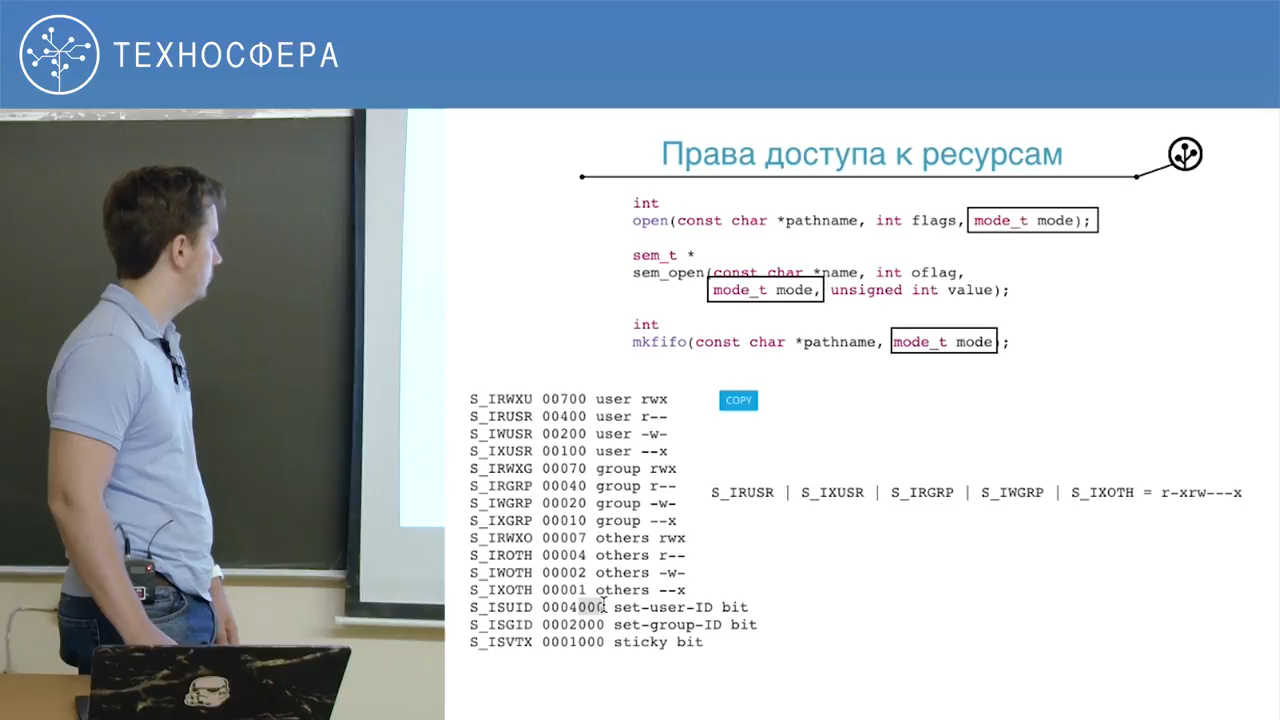 ТЕХНОСФЕРА
Права доступа к ресурсам
int
open(const char *pathname, int flags, mode_t mode);
sem_t *
sem_open(const char *name, int oflag,
mode_t mode, unsigned int value);
int
mkfifo(const char *pathname, mode_t mode);
COPY
S_IRWXU 00700 user rwx
S_IRUSR 00400 user r--
S_IWUSR 00200 user -w-
S_IXUSR 00100 user --x
S_IRWXG 00070 group rwx
S_IRGRP 00040 group r--
S_IWGRP 00020 group -w-
S_IXGRP 00010 group --x
S_IRWXO 00007 others rwx
S_IROTH 00004 others r--
S_IWOTH 00002 others -w-
S_IXOTH 00001 others --x
S_ISUID 0004000 set-user-ID bit
S_ISGID 0002000 set-group-ID bit
S_ISVTX 0001000 sticky bit
S_IRUSR | S_IXUSR | S_IRGRP | S_IWGRP | S_IXOTH = r-xrw---x